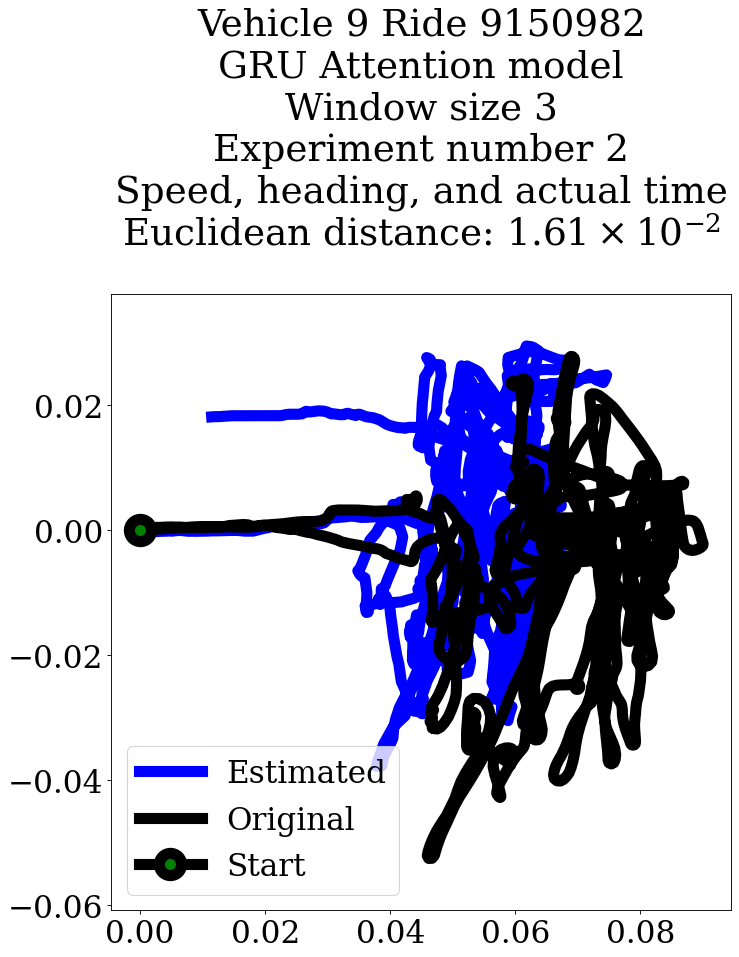 Vehicle 9 Ride 9150982
GRU Attention model
Window size 3
Experiment number 2
Speed, heading, and actual time
Euclidean distance: 1.61 × 10⁻²
0.02
0.00
−0.02
−0.04
−0.06
Estimated
Original
Start
0.00 0.02 0.04 0.06 0.08